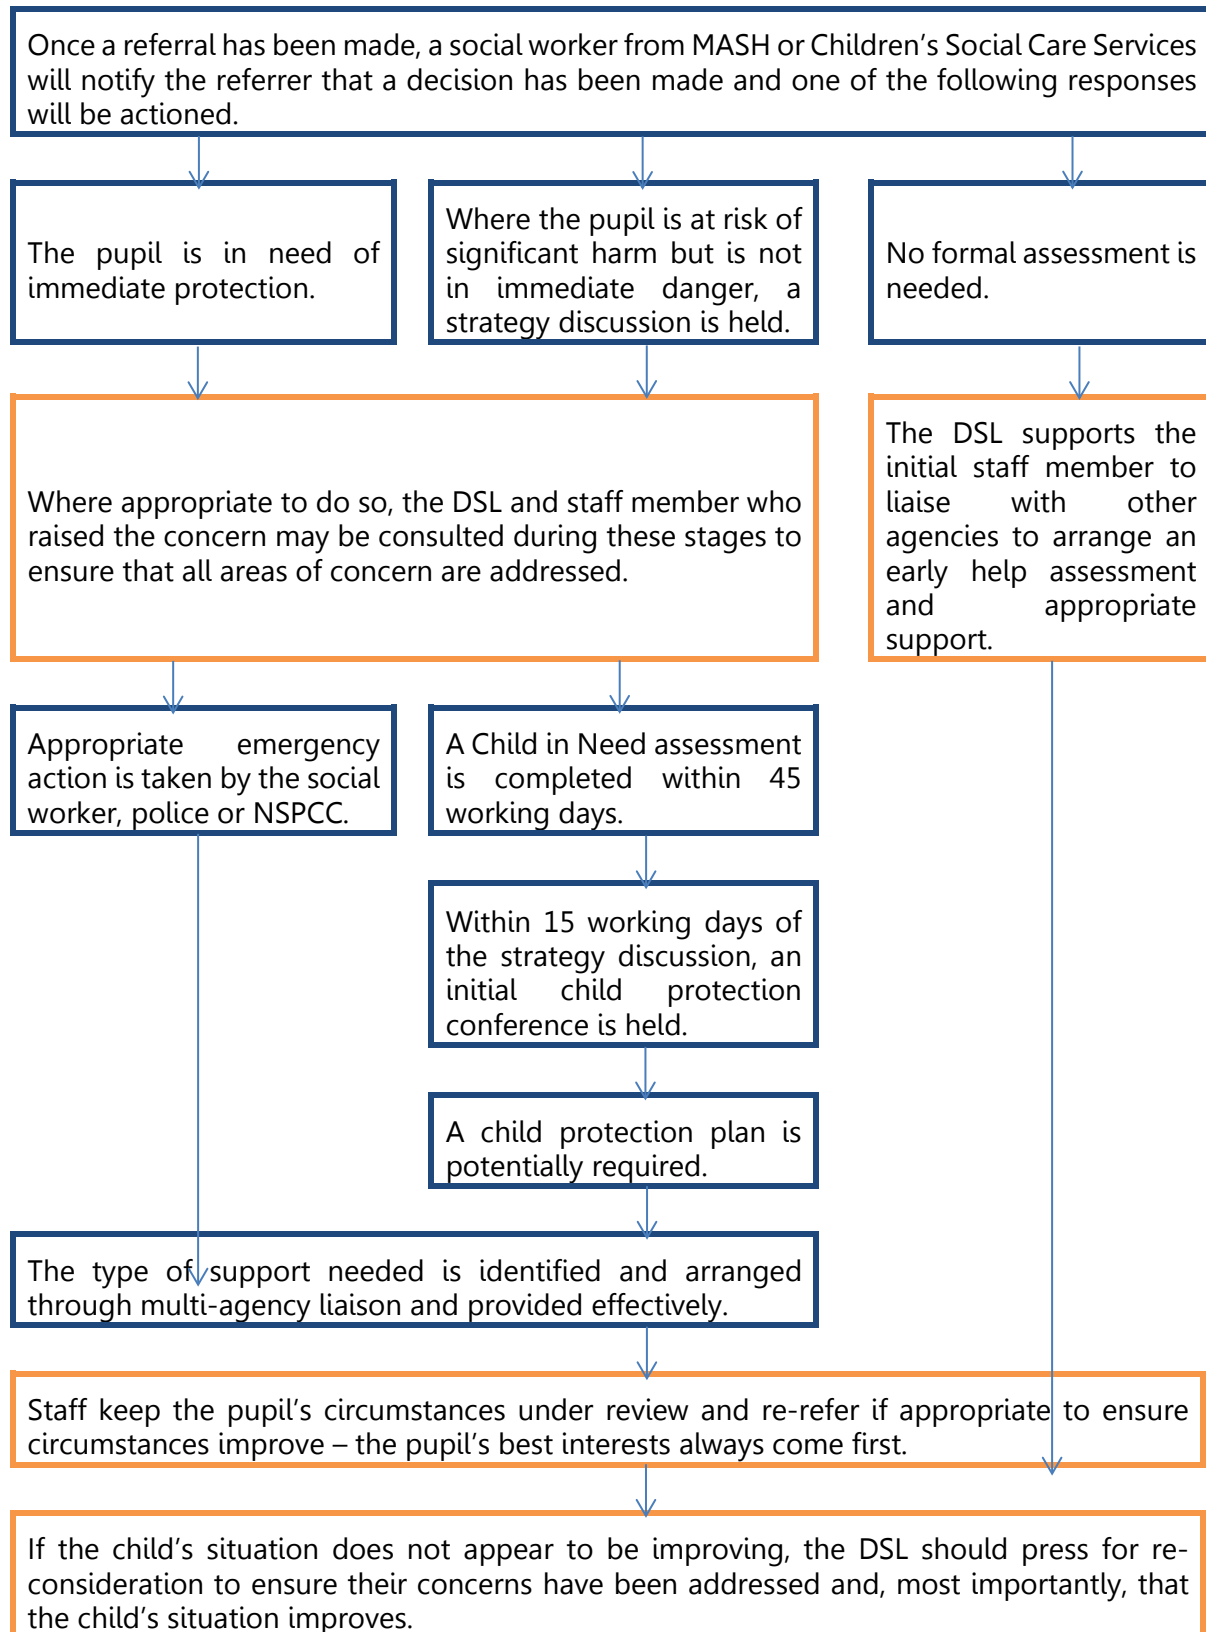 Once a referral has been made, a social worker from MASH or Children’s Social Care Services
will notify the referrer that a decision has been made and one of the following responses
will be actioned.
The pupil is in need of
immediate protection.
Where the pupil is at risk of
significant harm but is not
in immediate danger, a
strategy discussion is held.
No formal assessment is
needed.
Where appropriate to do so, the DSL and staff member who
raised the concern may be consulted during these stages to
ensure that all areas of concern are addressed.
The DSL supports the
initial staff member to
liaise with other
agencies to arrange an
early help assessment
and appropriate
support.
Appropriate emergency
action is taken by the social
worker, police or NSPCC.
A Child in Need assessment
is completed within 45
working days.
Within 15 working days of
the strategy discussion, an
initial child protection
conference is held.
A child protection plan is
potentially required.
The type of support needed is identified and arranged
through multi-agency liaison and provided effectively.
Staff keep the pupil’s circumstances under review and re-refer if appropriate to ensure
circumstances improve – the pupil’s best interests always come first.
If the child’s situation does not appear to be improving, the DSL should press for re-
consideration to ensure their concerns have been addressed and, most importantly, that
the child’s situation improves.